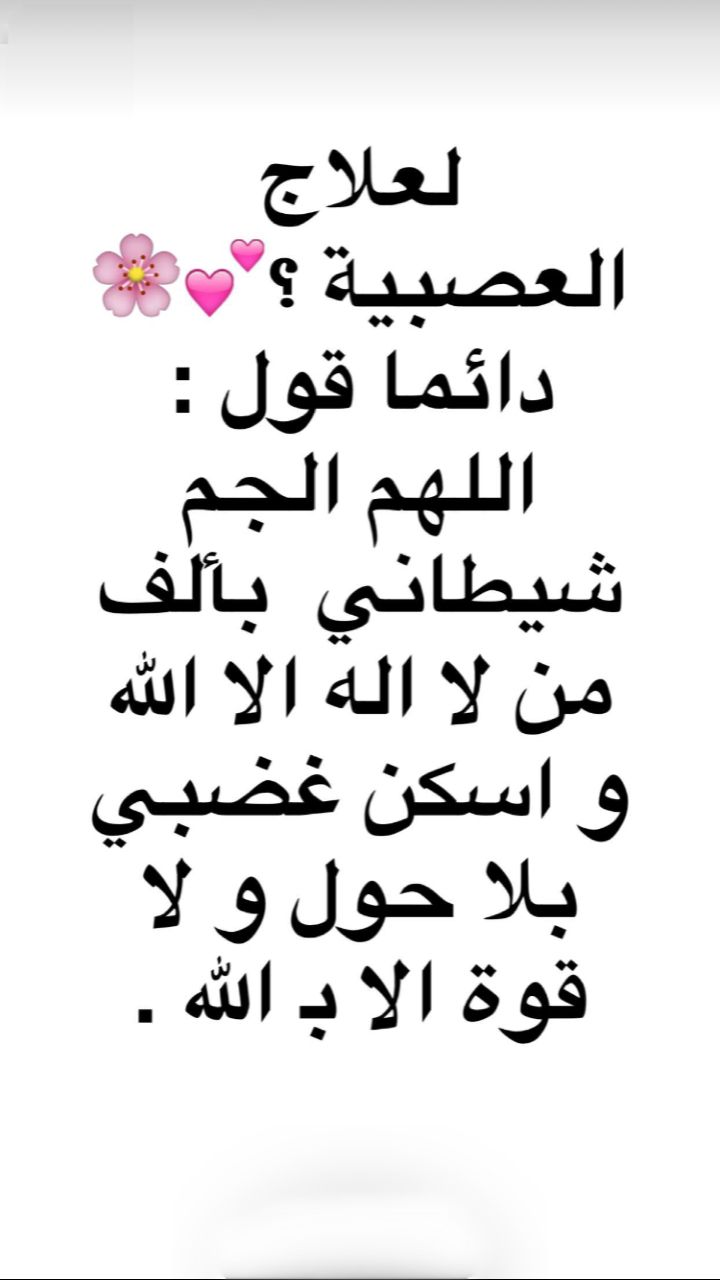 لعلاج
العصبية ؟💕🌸
دائما قول :
اللهم الجم
شيطاني بألف
من لا اله الا الله
و اسكن غضبي
بلا حول و لا
قوة الا بـ الله .